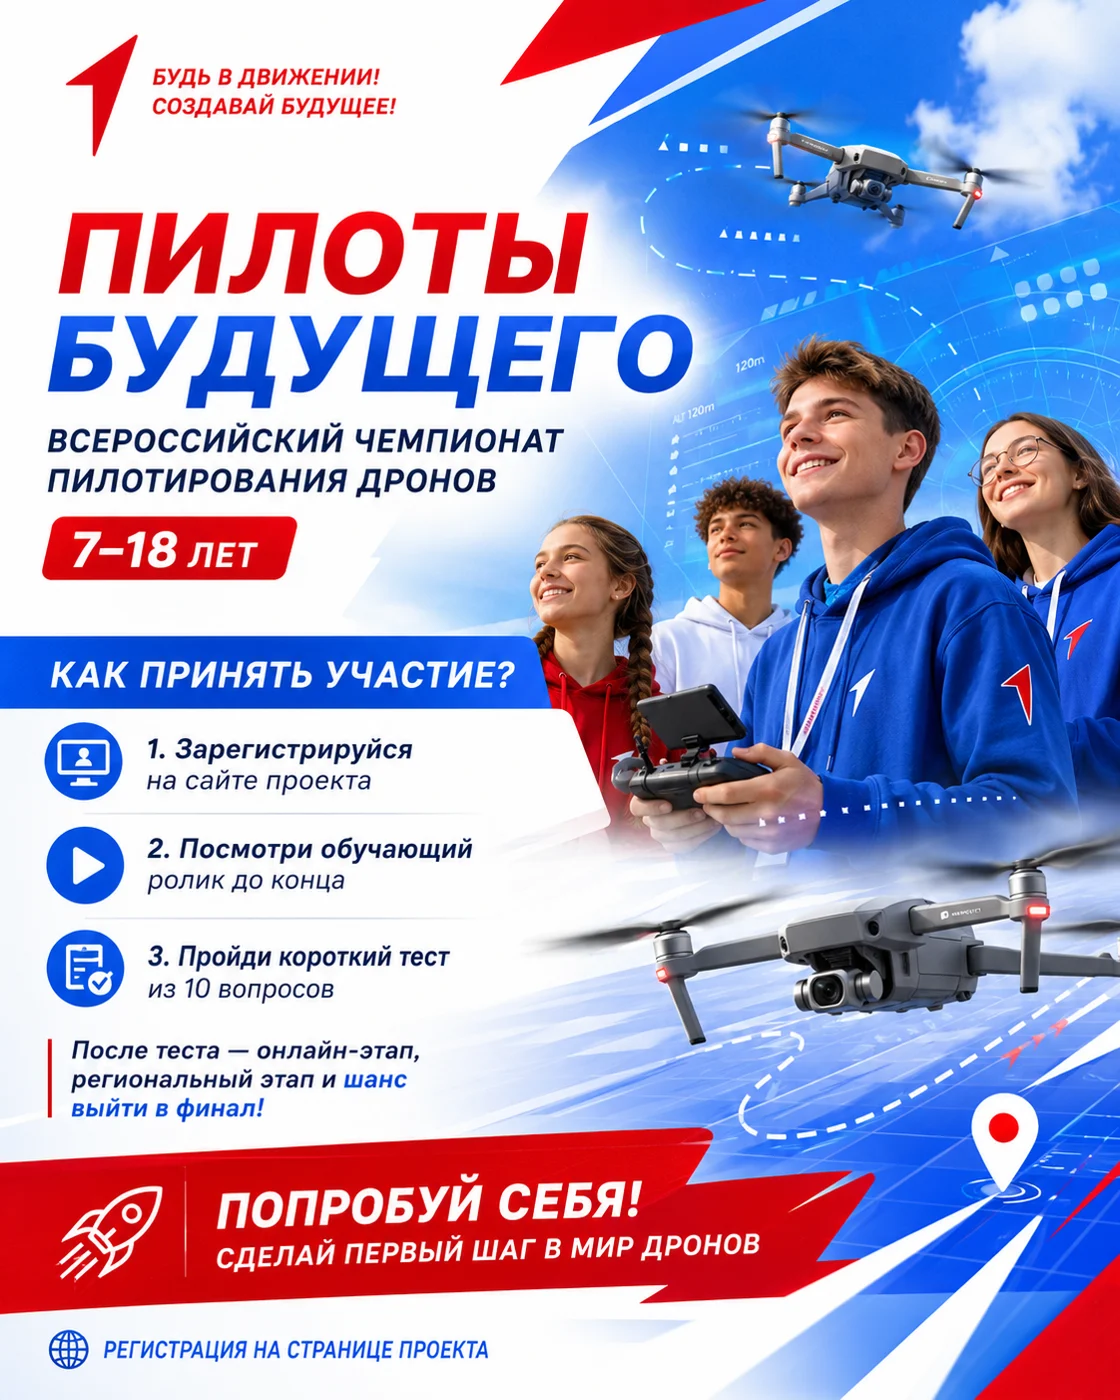 БУДЬ В ДВИЖЕНИИ!
СОЗДАВАЙ БУДУЩЕЕ!
ПИЛОТЫ
БУДУЩЕГО
ВСЕРОССИЙСКИЙ ЧЕМПИОНАТ
ПИЛОТИРОВАНИЯ ДРОНОВ
7–18 ЛЕТ
120m
ALT 120m
КАК ПРИНЯТЬ УЧАСТИЕ?
1. Зарегистрируйся
на сайте проекта
2. Посмотри обучающий
ролик до конца
3. Пройди короткий тест
из 10 вопросов
После теста — онлайн-этап,
региональный этап и шанс
выйти в финал!
ПОПРОБУЙ СЕБЯ!
СДЕЛАЙ ПЕРВЫЙ ШАГ В МИР ДРОНОВ
РЕГИСТРАЦИЯ НА СТРАНИЦЕ ПРОЕКТА